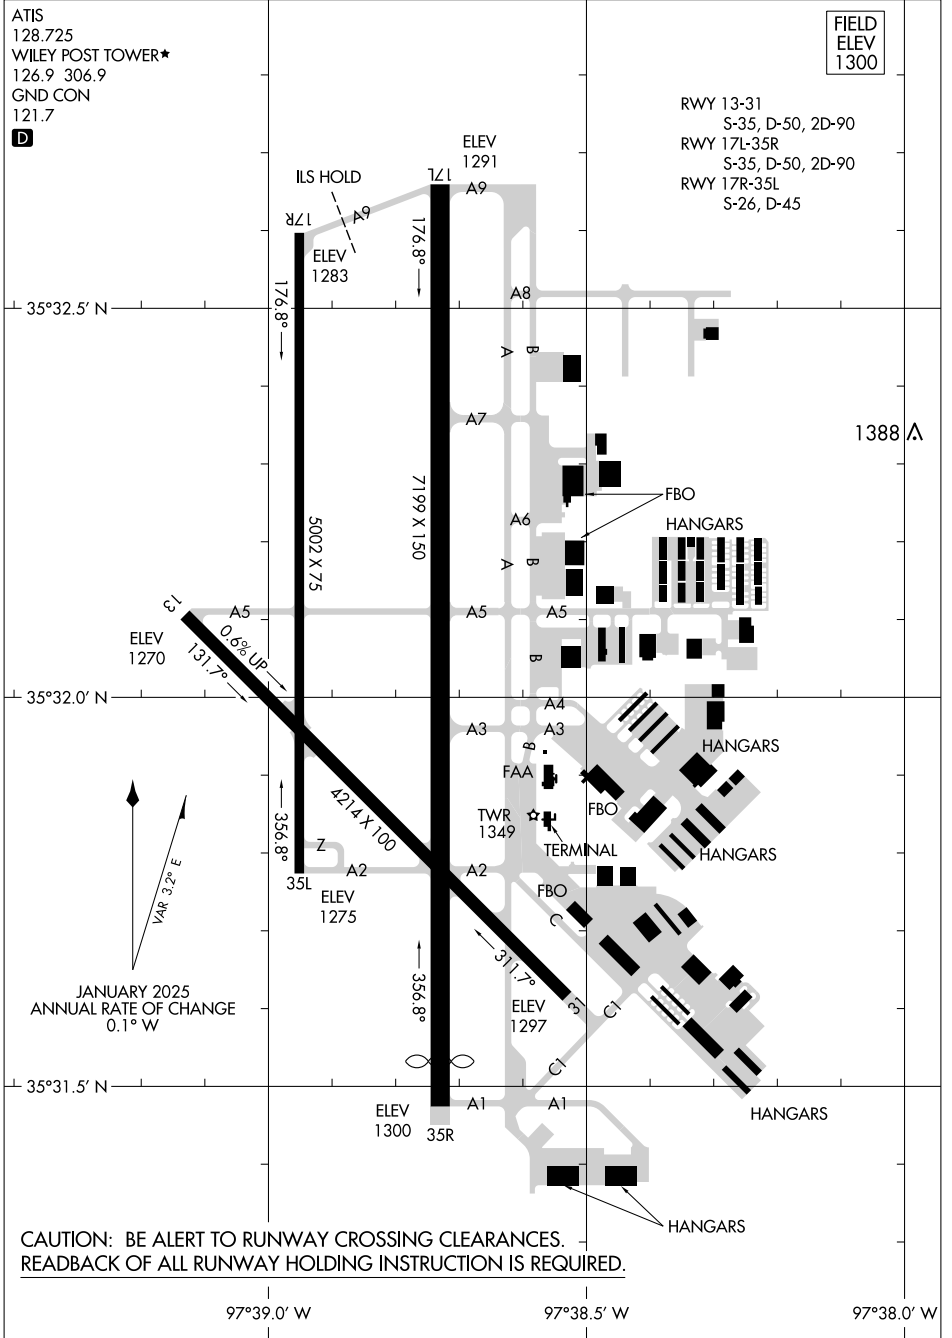 ATIS
128.725
WILEY POST TOWER★
126.9 306.9
GND CON
121.7
D
FIELD
ELEV
1300
RWY 13-31
S-35, D-50, 2D-90
RWY 17L-35R
S-35, D-50, 2D-90
RWY 17R-35L
S-26, D-45
ELEV
1291
ILS HOLD
17L
A9
A9
17R
ELEV
1283
176.8°
176.8°
A8
35°32.5' N
A
B
A7
1388
7199 X 150
5002 X 75
FBO
A6
HANGARS
A
B
13
A5
A5
A5
ELEV
1270
0.6% UP
131.7°
B
35°32.0' N
A4
A3
A3
B
HANGARS
FAA
FBO
TWR
1349
4214 X 100
356.8°
Z
TERMINAL
HANGARS
A2
A2
35L
ELEV
1275
FBO
C
VAR 3.2° E
311.7°
356.8°
JANUARY 2025
ANNUAL RATE OF CHANGE
0.1° W
31
C1
ELEV
1297
C1
35°31.5' N
A1
A1
ELEV
1300
35R
HANGARS
HANGARS
CAUTION: BE ALERT TO RUNWAY CROSSING CLEARANCES.
READBACK OF ALL RUNWAY HOLDING INSTRUCTION IS REQUIRED.
97°39.0' W
97°38.5' W
97°38.0' W